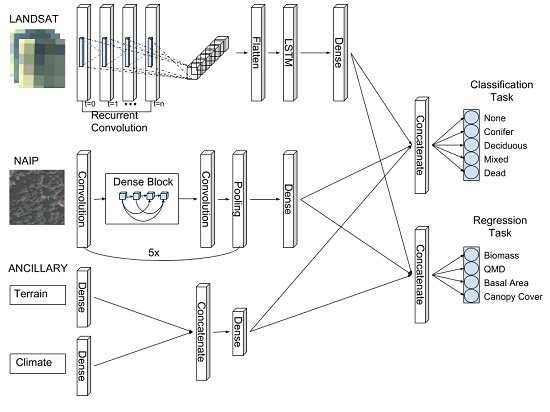 LANDSAT
t=0
t=1
t=n
Recurrent
Convolution
Flatten
LSTM
Dense
NAIP
Convolution
Dense Block
Convolution
Pooling
Dense
5x
ANCILLARY
Terrain
Dense
Climate
Dense
Concatenate
Dense
Concatenate
Classification
Task
None
Conifer
Deciduous
Mixed
Dead
Concatenate
Regression
Task
Biomass
QMD
Basal Area
Canopy Cover